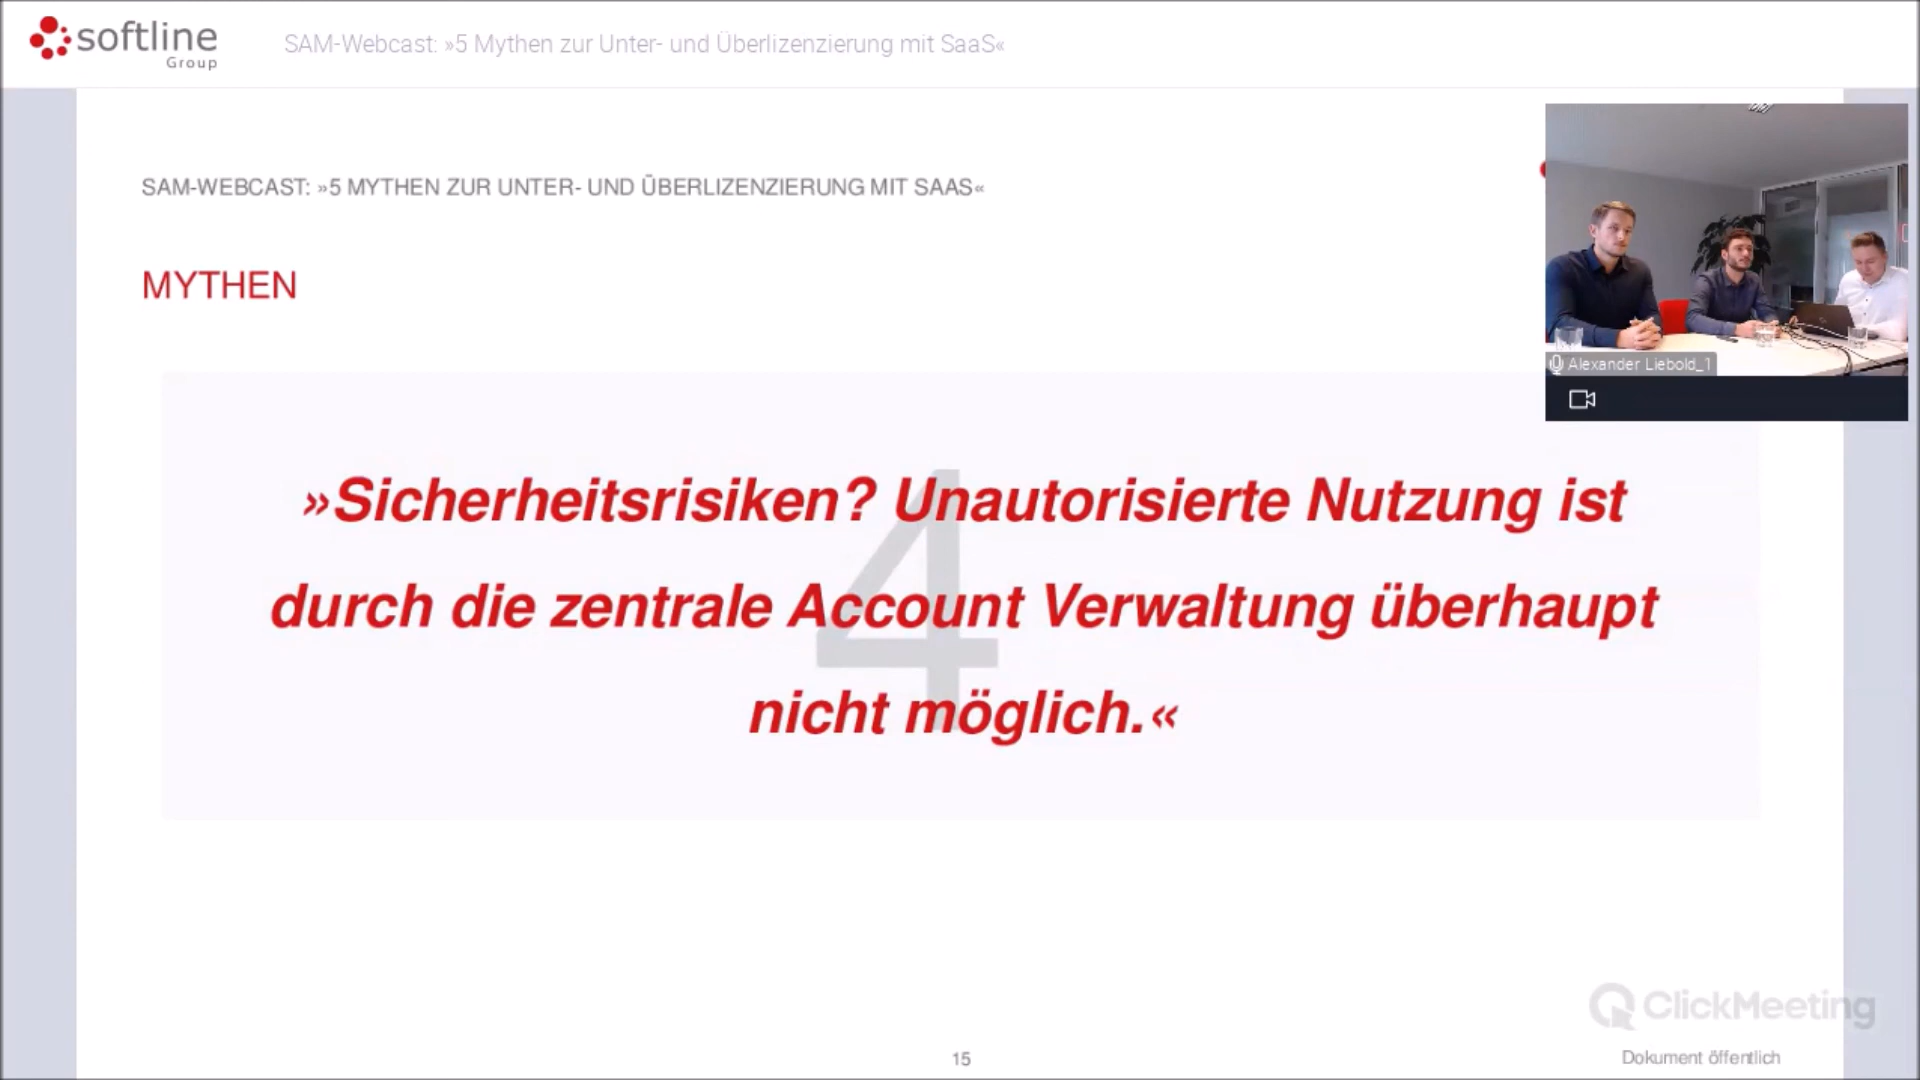 softline
Group
SAM-Webcast: »5 Mythen zur Unter- und Überlizenzierung mit SaaS«
SAM-WEBCAST: »5 MYTHEN ZUR UNTER- UND ÜBERLIZENZIERUNG MIT SAAS«
MYTHEN
Alexander Liebold_1
4
»Sicherheitsrisiken? Unautorisierte Nutzung ist
durch die zentrale Account Verwaltung überhaupt
nicht möglich.«
ClickMeeting
15
Dokument öffentlich